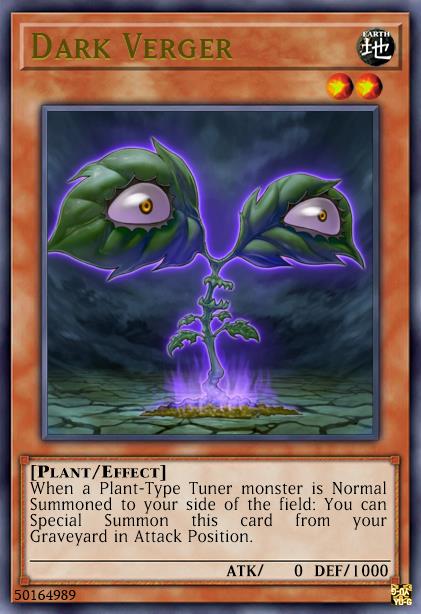 Dark Verger
EARTH
地
[Plant/Effect]
When a Plant-Type Tuner monster is Normal
Summoned to your side of the field: You can
Special Summon this card from your
Graveyard in Attack Position.
ATK/ 0 DEF/1000
50164989